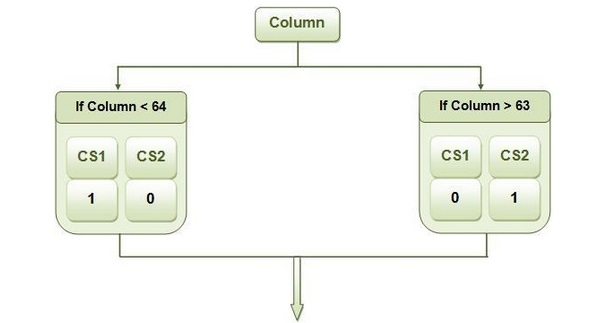 Column
If Column < 64
If Column > 63
CS1 CS2
CS1 CS2
1 0
0 1